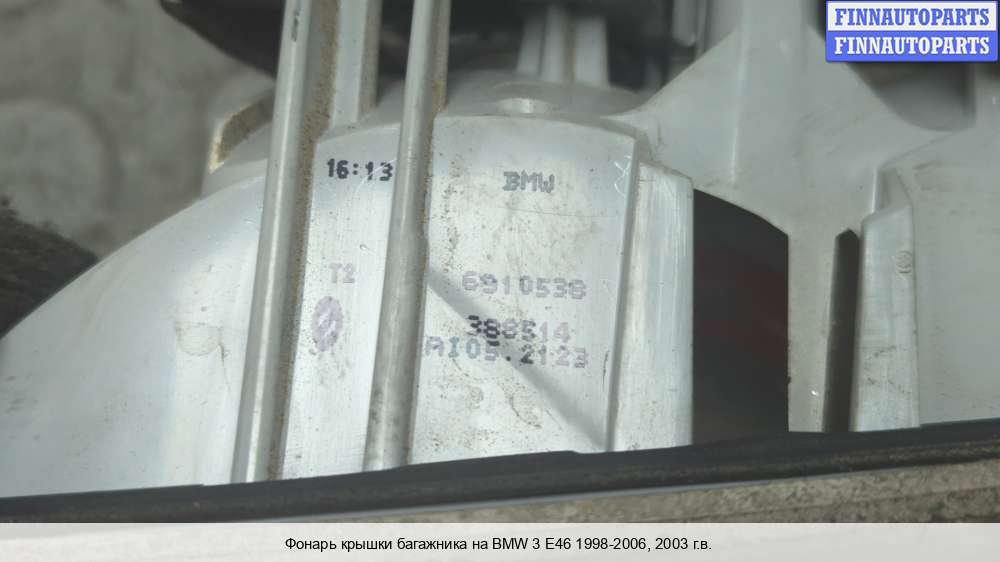 FINNAUTOPARTS
FINNAUTOPARTS
16:13
BMW
T2
6910538
388514
AI05.2123
Фонарь крышки багажника на BMW 3 E46 1998-2006, 2003 г.в.